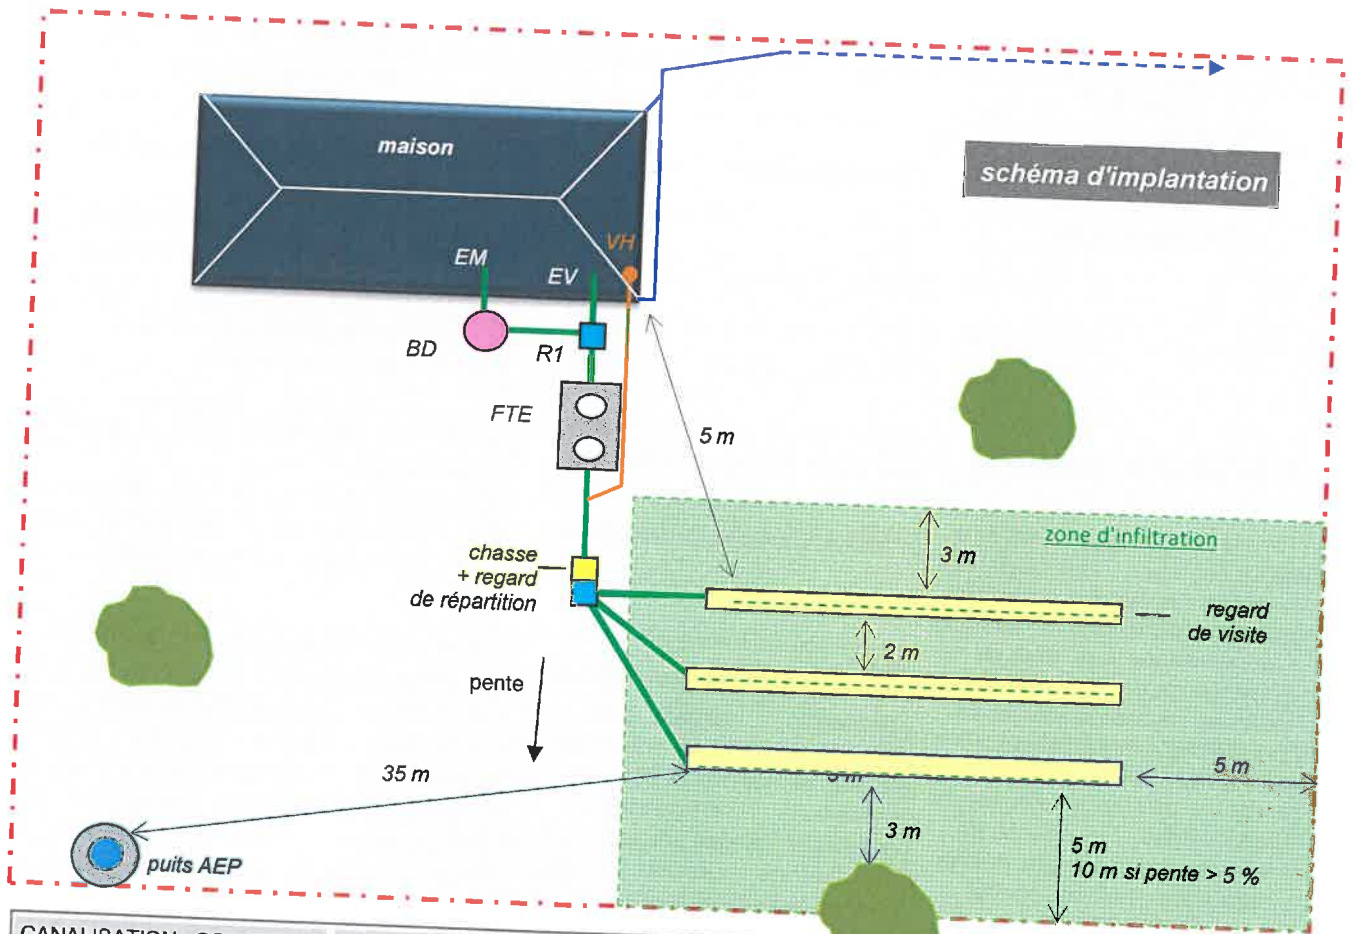 maison
schéma d'implantation
VH
EM
EV
BD
R1
FTE
5 m
zone d'infiltration
3 m
chasse
+ regard
de répartition
regard
de visite
2 m
pente
35 m
5 m
3 m
5 m
10 m si pente > 5 %
puits AEP
CANALISATION